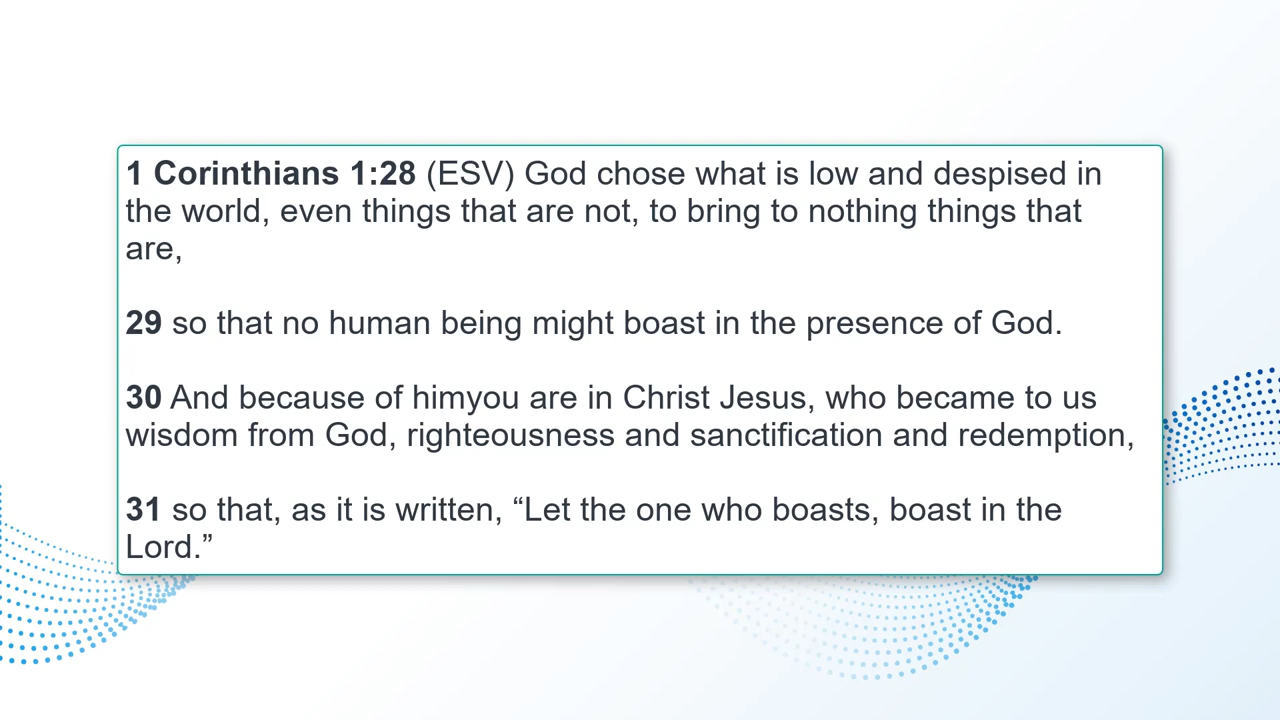 1 Corinthians 1:28 (ESV) God chose what is low and despised in
the world, even things that are not, to bring to nothing things that
are,
29 so that no human being might boast in the presence of God.
30 And because of himyou are in Christ Jesus, who became to us
wisdom from God, righteousness and sanctification and redemption,
31 so that, as it is written, “Let the one who boasts, boast in the
Lord.”